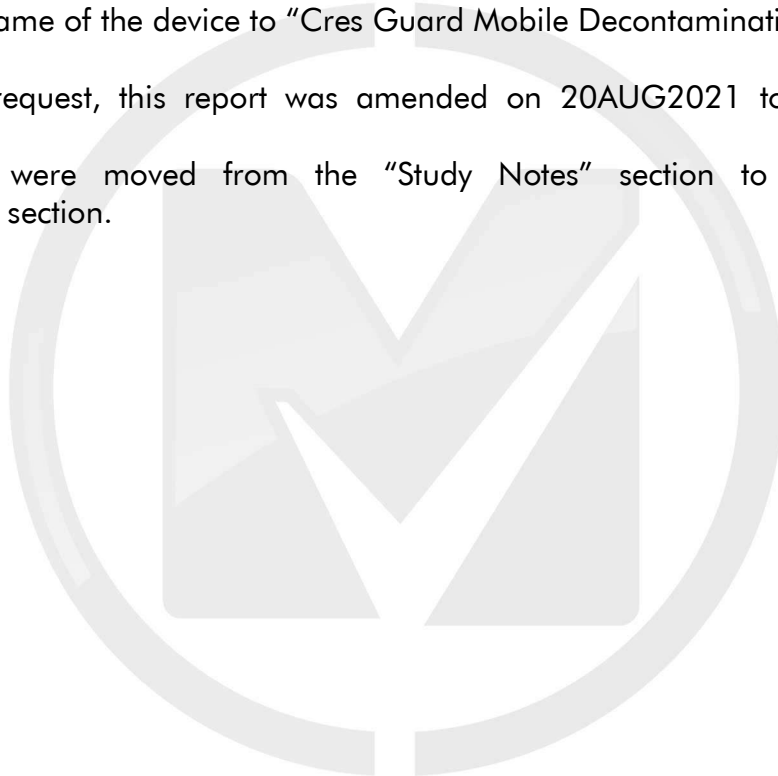 ame of the device to “Cres Guard Mobile Decontaminati
request, this report was amended on 20AUG2021 to
were moved from the “Study Notes” section to
section.